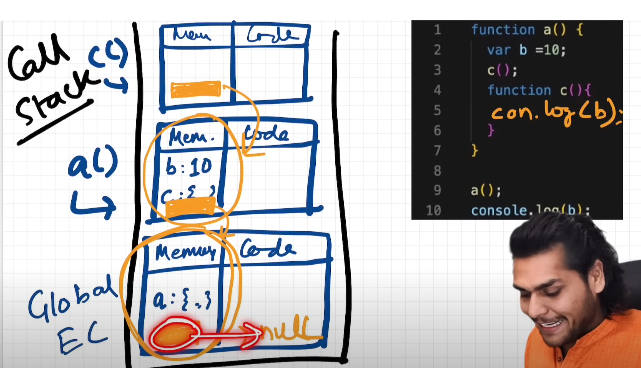 Call
Stack
c()
Mem
Code
a()
Mem.
Code
b: 10
c: { }
Global
EC
Memory
Code
a: {..}
null
1 function a() {
2 var b =10;
3 c();
4 function c(){
5 con.log(b);
6 }
7 }
8
9 a();
10 console.log(b);